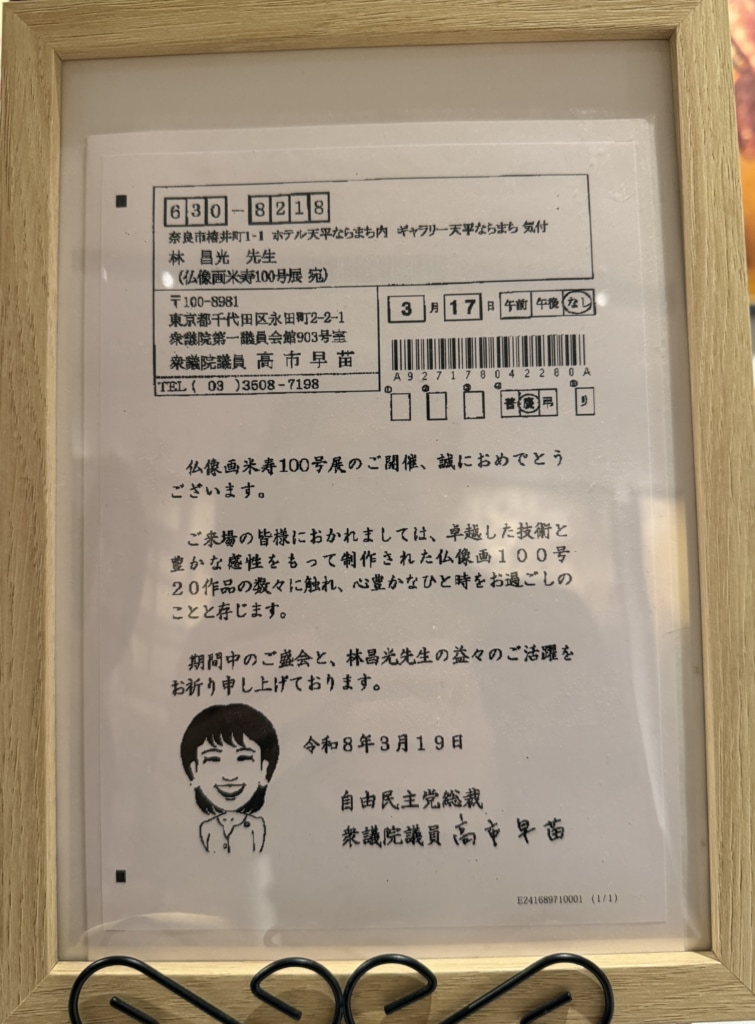 630-8218
奈良市椿井町1-1 ホテル天平ならまち内 ギャラリー天平ならまち 気付
林 昌光 先生
(仏像画米寿100号展 宛)
〒100-8981
東京都千代田区永田町2-2-1
衆議院第一議員会館903号室
衆議院議員 高市早苗
TEL( 03 )3508-7198
3月17日 午前 午後 なし
A927178042280A
① ② ③ ④ ⑤
慶 弔 り
仏像画米寿100号展のご開催、誠におめでとう
ございます。
ご来場の皆様におかれましては、卓越した技術と
豊かな感性をもって制作された仏像画100号
20作品の数々に触れ、心豊かなひと時をお過ごしの
ことと存じます。
期間中のご盛会と、林昌光先生の益々のご活躍を
お祈り申し上げております。
令和8年3月19日
自由民主党総裁
衆議院議員 高市早苗
E241689710001 (1/1)